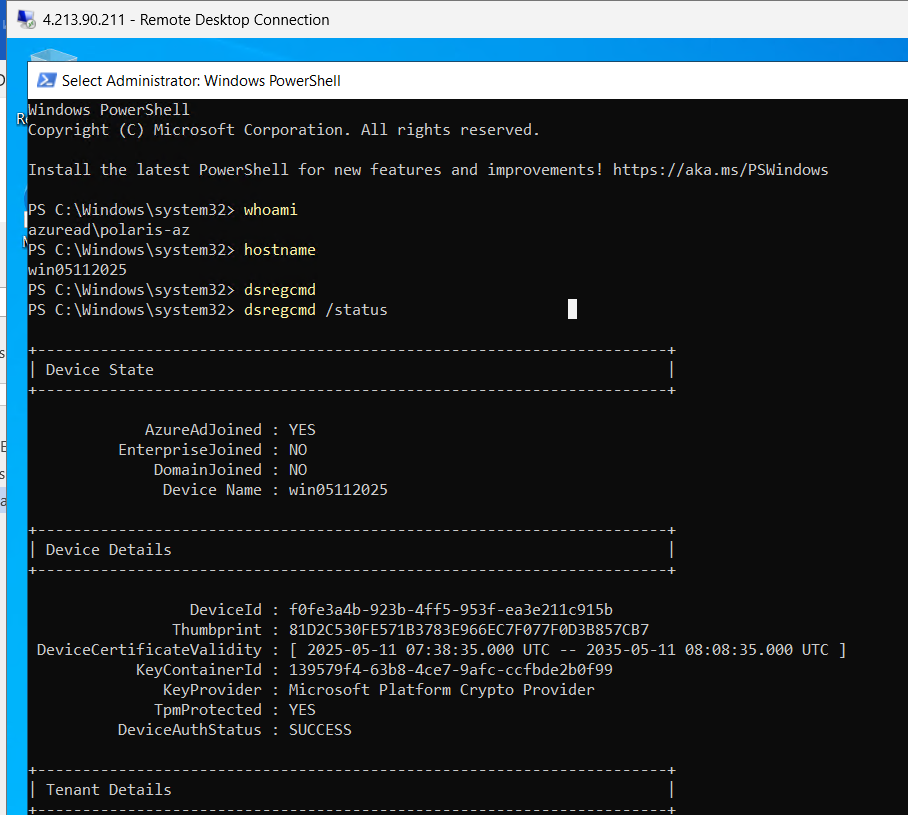 4.213.90.211 - Remote Desktop Connection
Select Administrator: Windows PowerShell
Windows PowerShell
Copyright (C) Microsoft Corporation. All rights reserved.
Install the latest PowerShell for new features and improvements! https://aka.ms/PSWindows
PS C:\Windows\system32> whoami
azuread\polaris-az
PS C:\Windows\system32> hostname
win05112025
PS C:\Windows\system32> dsregcmd
PS C:\Windows\system32> dsregcmd /status
+----------------------------------------------------------------------+
| Device State                                                         |
+----------------------------------------------------------------------+
AzureAdJoined : YES
EnterpriseJoined : NO
DomainJoined : NO
Device Name : win05112025
+----------------------------------------------------------------------+
| Device Details                                                       |
+----------------------------------------------------------------------+
DeviceId : f0fe3a4b-923b-4ff5-953f-ea3e211c915b
Thumbprint : 81D2C530FE571B3783E966EC7F077F0D3B857CB7
DeviceCertificateValidity : [ 2025-05-11 07:38:35.000 UTC -- 2035-05-11 08:08:35.000 UTC ]
KeyContainerId : 139579f4-63b8-4ce7-9afc-ccfbde2b0f99
KeyProvider : Microsoft Platform Crypto Provider
TpmProtected : YES
DeviceAuthStatus : SUCCESS
+----------------------------------------------------------------------+
| Tenant Details                                                       |
+----------------------------------------------------------------------+